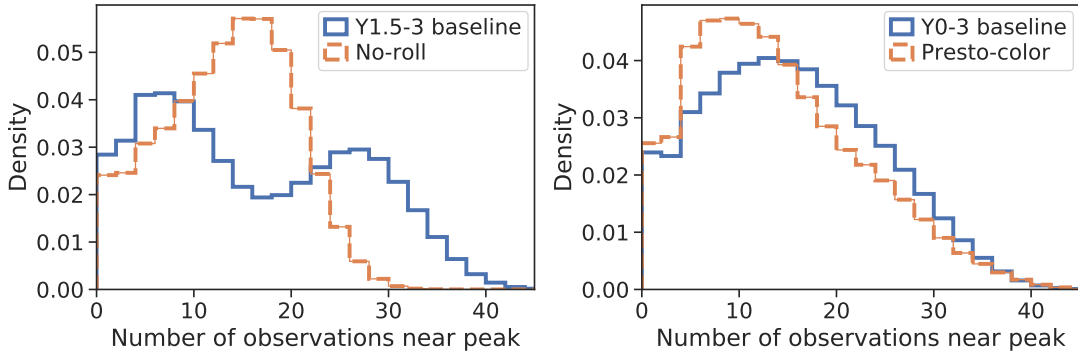 Y1.5-3 baseline
No-roll
Density
0.05
0.04
0.03
0.02
0.01
0.00
0 10 20 30 40
Number of observations near peak
Y0-3 baseline
Presto-color
Density
0.04
0.03
0.02
0.01
0.00
0 10 20 30 40
Number of observations near peak